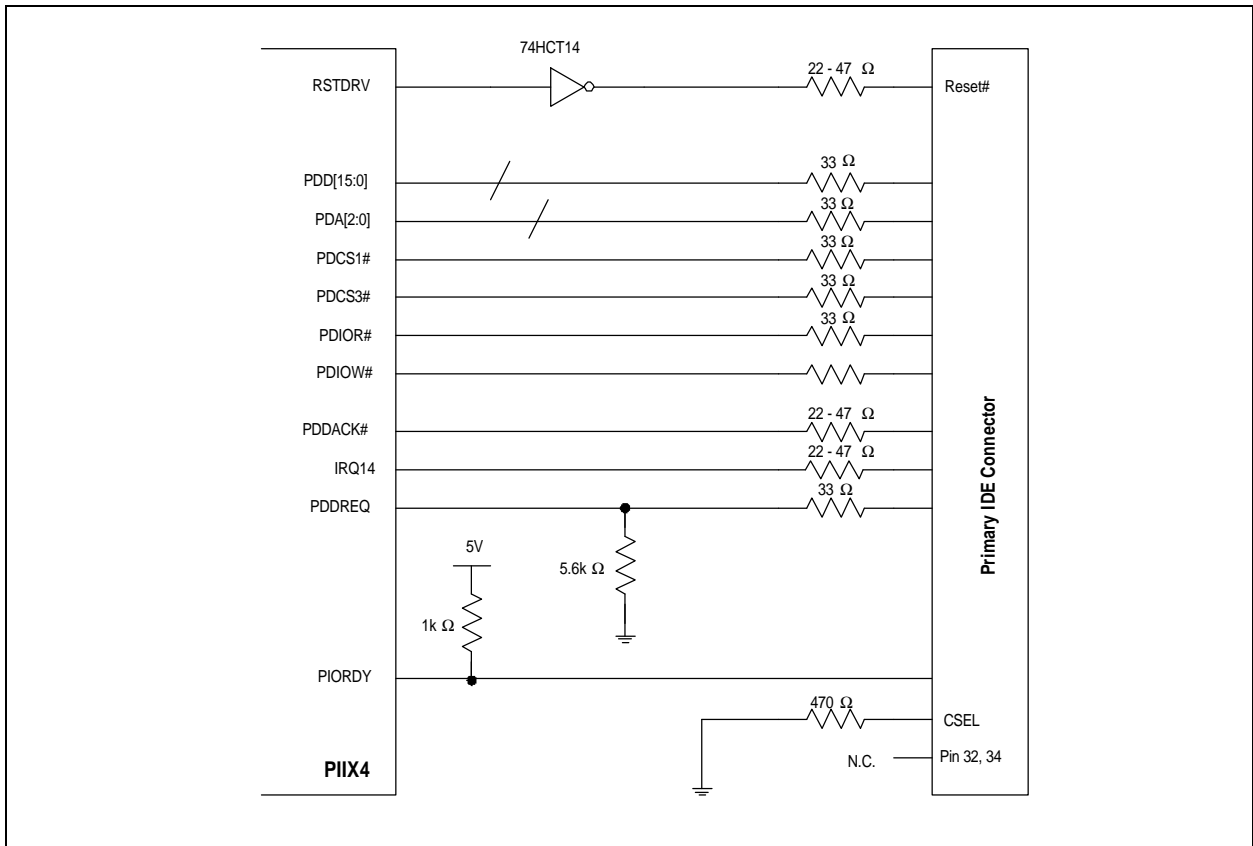 74HCT14
RSTDRV
22 - 47 Ω
Reset#
PDD[15:0]
33 Ω
PDA[2:0]
33 Ω
PDCS1#
33 Ω
PDCS3#
33 Ω
PDIOR#
33 Ω
PDIOW#
PDDACK#
22 - 47 Ω
IRQ14
22 - 47 Ω
PDDREQ
33 Ω
5V
5.6k Ω
1k Ω
Primary IDE Connector
PIORDY
470 Ω
CSEL
N.C.
Pin 32, 34
PIIX4